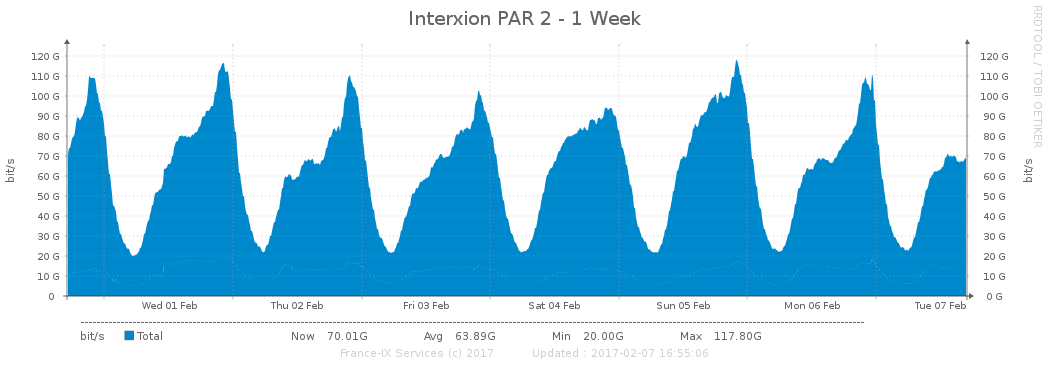 Interxion PAR 2 - 1 Week
RRDTOOL / TOBI OETIKER
bit/s
120 G
110 G
100 G
90 G
80 G
70 G
60 G
50 G
40 G
30 G
20 G
10 G
0
120 G
110 G
100 G
90 G
80 G
70 G
60 G
50 G
40 G
30 G
20 G
10 G
0 G
bit/s
Wed 01 Feb Thu 02 Feb Fri 03 Feb Sat 04 Feb Sun 05 Feb Mon 06 Feb Tue 07 Feb
bit/s Total Now 70.01G Avg 63.89G Min 20.00G Max 117.80G
France-IX Services (c) 2017 Updated : 2017-02-07 16:55:06